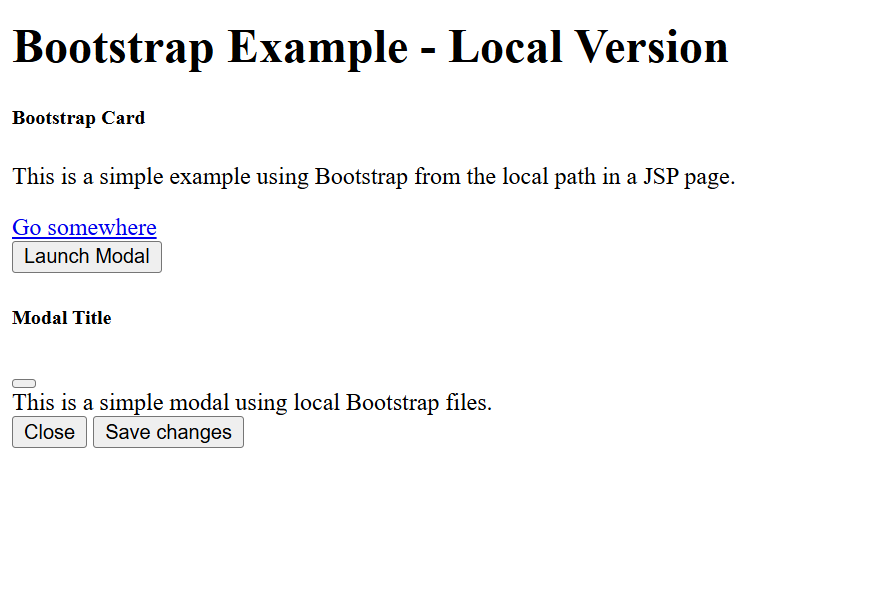 Bootstrap Example - Local Version
Bootstrap Card
This is a simple example using Bootstrap from the local path in a JSP page.
Go somewhere
Launch Modal
Modal Title
This is a simple modal using local Bootstrap files.
Close Save changes